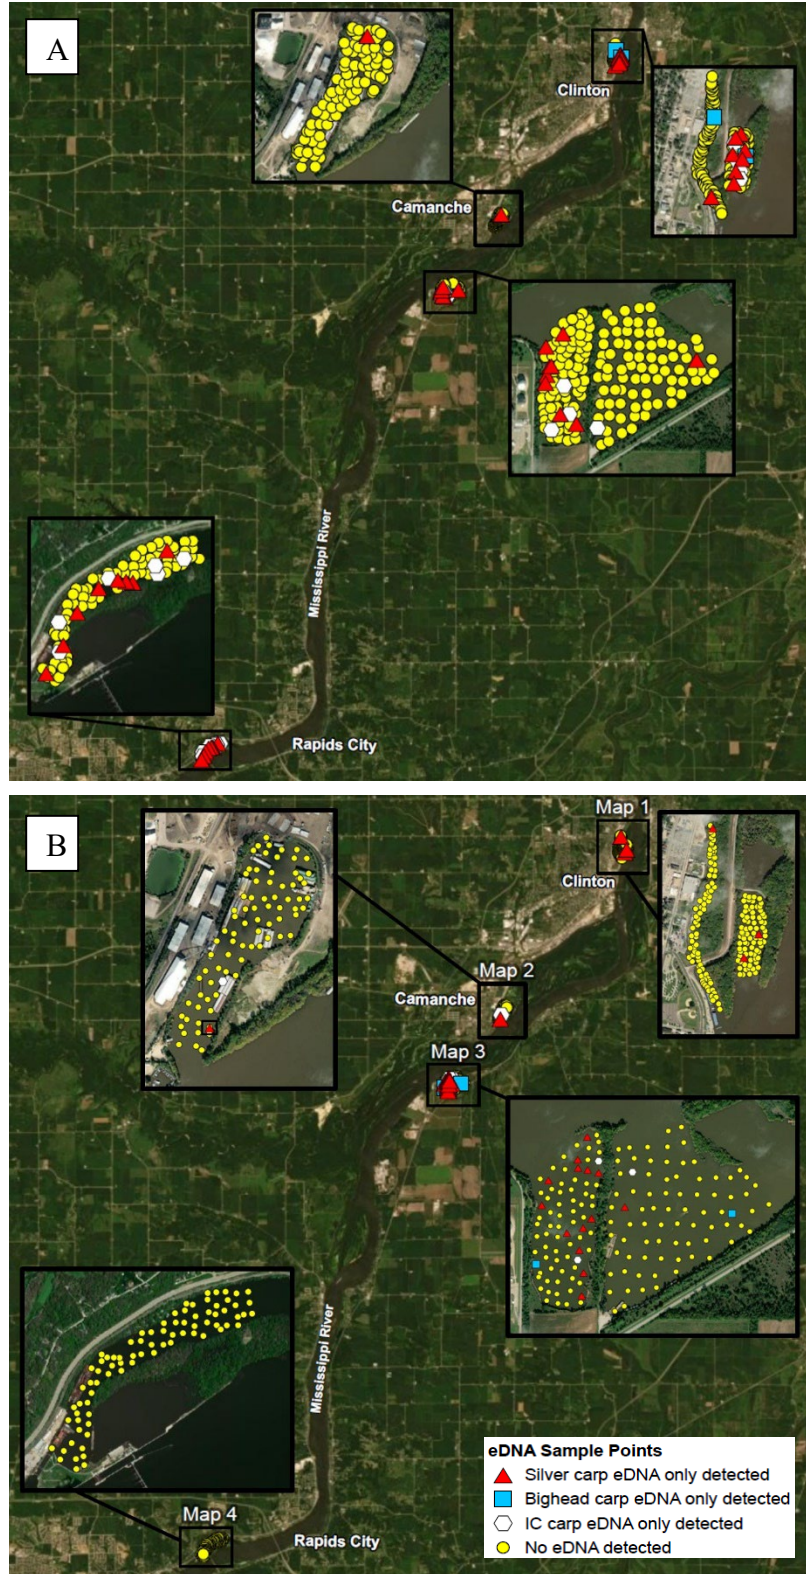 A
Clinton
Camanche
Mississippi River
Rapids City
B
Map 1
Clinton
Map 2
Camanche
Map 3
Mississippi River
Map 4
Rapids City
eDNA Sample Points
Silver carp eDNA only detected
Bighead carp eDNA only detected
IC carp eDNA only detected
No eDNA detected